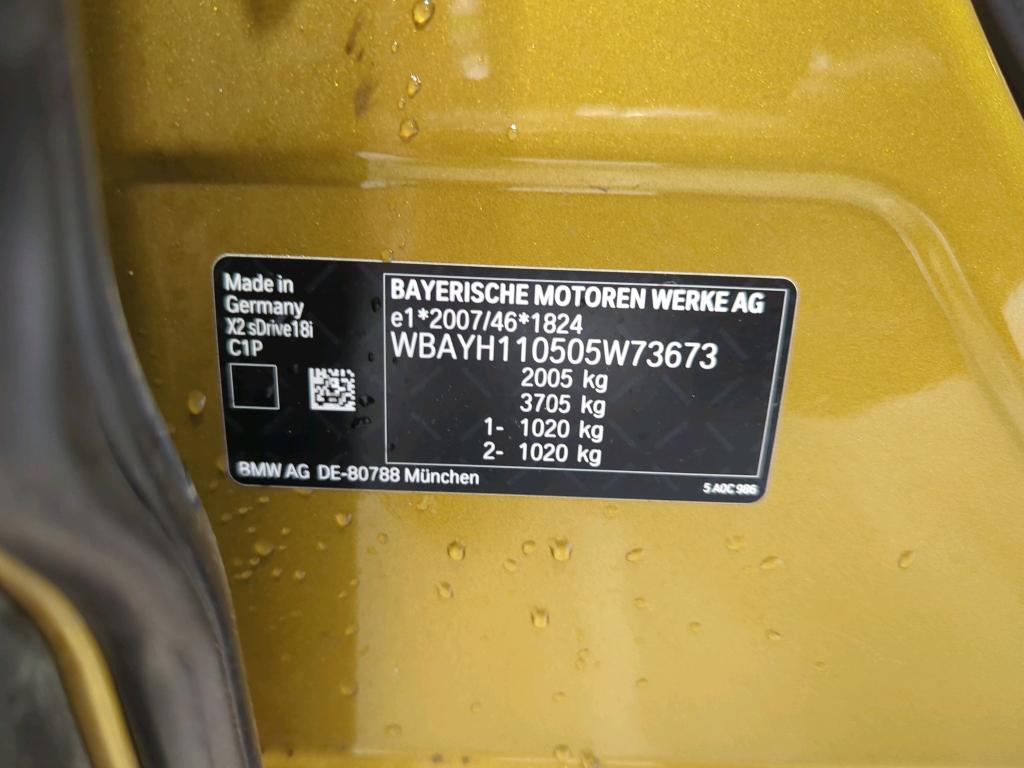 Made in
Germany
X2 sDrive18i
C1P
BAYERISCHE MOTOREN WERKE AG
e1*2007/46*1824
WBAYH110505W73673
2005 kg
3705 kg
1- 1020 kg
2- 1020 kg
BMW AG DE-80788 München
5 A0C 986